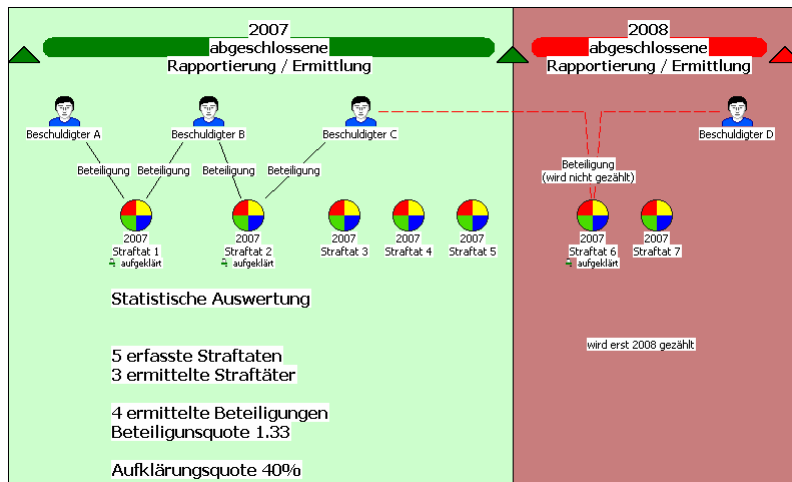 2007
abgeschlossene
Rapportierung / Ermittlung
2008
abgeschlossene
Rapportierung / Ermittlung
Beschuldigter A
Beschuldigter B
Beschuldigter C
Beschuldigter D
Beteiligung
Beteiligung
Beteiligung
Beteiligung
Beteiligung
(wird nicht gezählt)
2007
Straftat 1
aufgeklärt
2007
Straftat 2
aufgeklärt
2007
Straftat 3
2007
Straftat 4
2007
Straftat 5
2007
Straftat 6
aufgeklärt
2007
Straftat 7
Statistische Auswertung
5 erfasste Straftaten
3 ermittelte Straftäter
4 ermittelte Beteiligungen
Beteiligunsquote 1.33
Aufklärungsquote 40%
wird erst 2008 gezählt